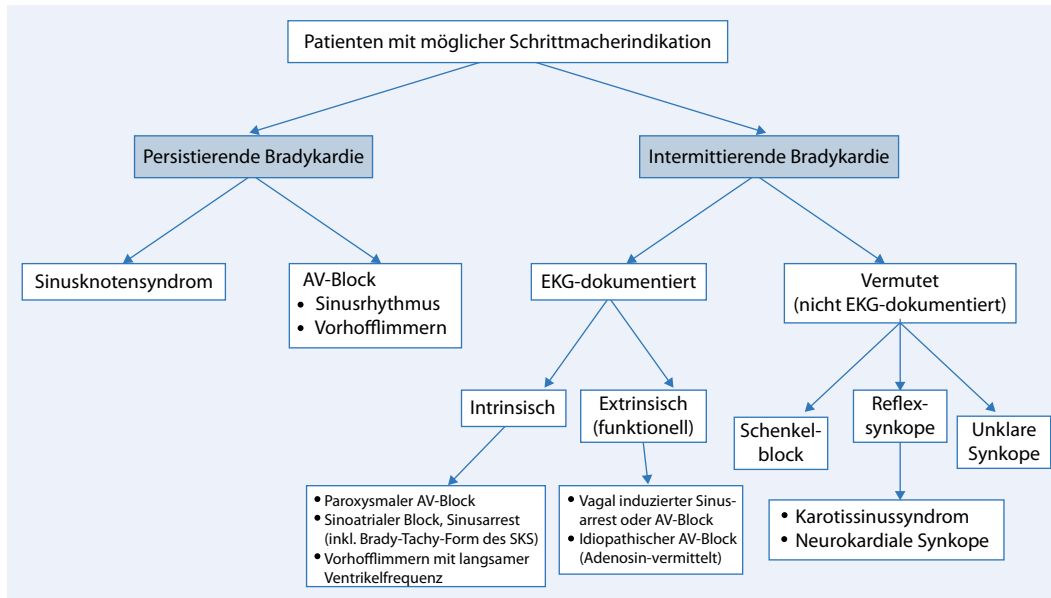 Patienten mit möglicher Schrittmacherindikation
Persistierende Bradykardie
Intermittierende Bradykardie
Sinusknotensyndrom
AV-Block
• Sinusrhythmus
• Vorhofflimmern
EKG-dokumentiert
Vermutet
(nicht EKG-dokumentiert)
Intrinsisch
Extrinsisch
(funktionell)
Schenkel-
block
Reflex-
synkope
Unklare
Synkope
• Paroxysmaler AV-Block
• Sinoatrialer Block, Sinusarrest
(inkl. Brady-Tachy-Form des SKS)
• Vorhofflimmern mit langsamer
Ventrikelfrequenz
• Vagal induzierter Sinus-
arrest oder AV-Block
• Idiopathischer AV-Block
(Adenosin-vermittelt)
• Karotissinussyndrom
• Neurokardiale Synkope